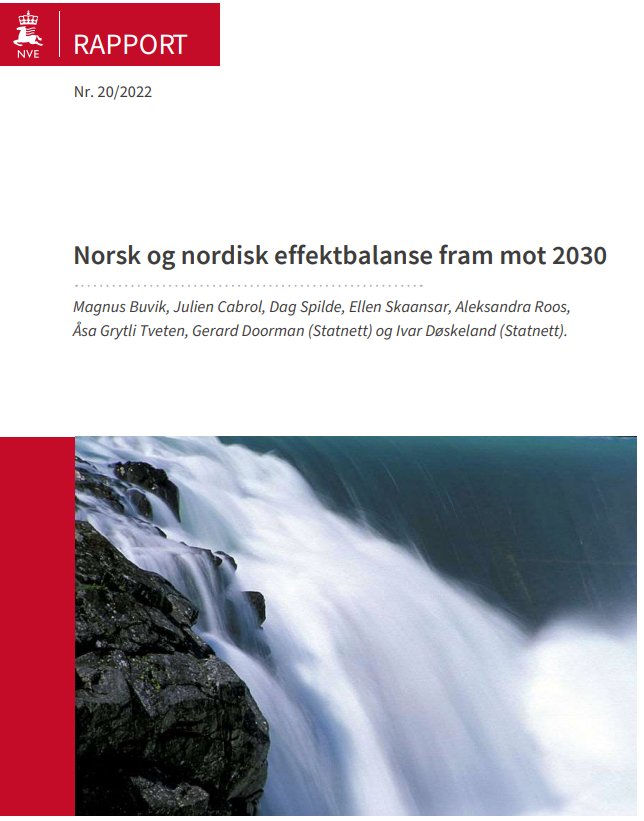 NVE
RAPPORT
Nr. 20/2022
Norsk og nordisk effektbalanse fram mot 2030
Magnus Buvik, Julien Cabrol, Dag Spilde, Ellen Skaansar, Aleksandra Roos,
Åsa Grytli Tveten, Gerard Doorman (Statnett) og Ivar Døskeland (Statnett).